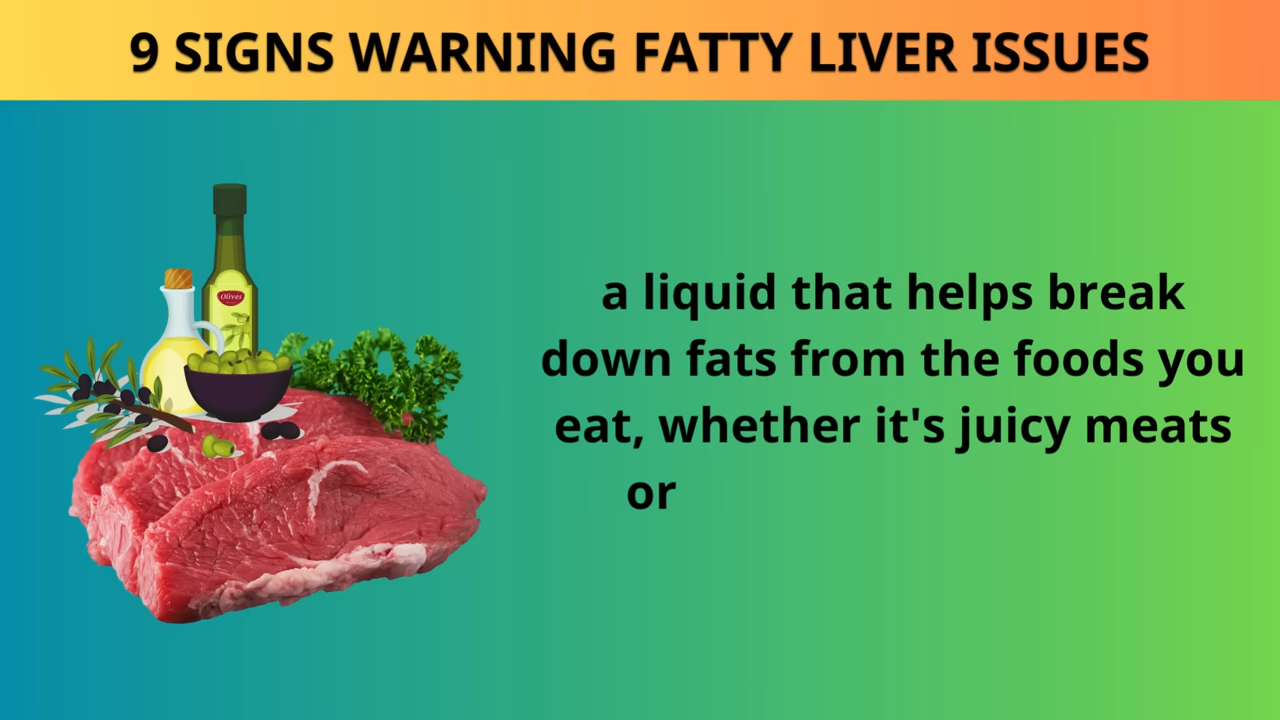 9 SIGNS WARNING FATTY LIVER ISSUES
Olives
a liquid that helps break
down fats from the foods you
eat, whether it's juicy meats
or